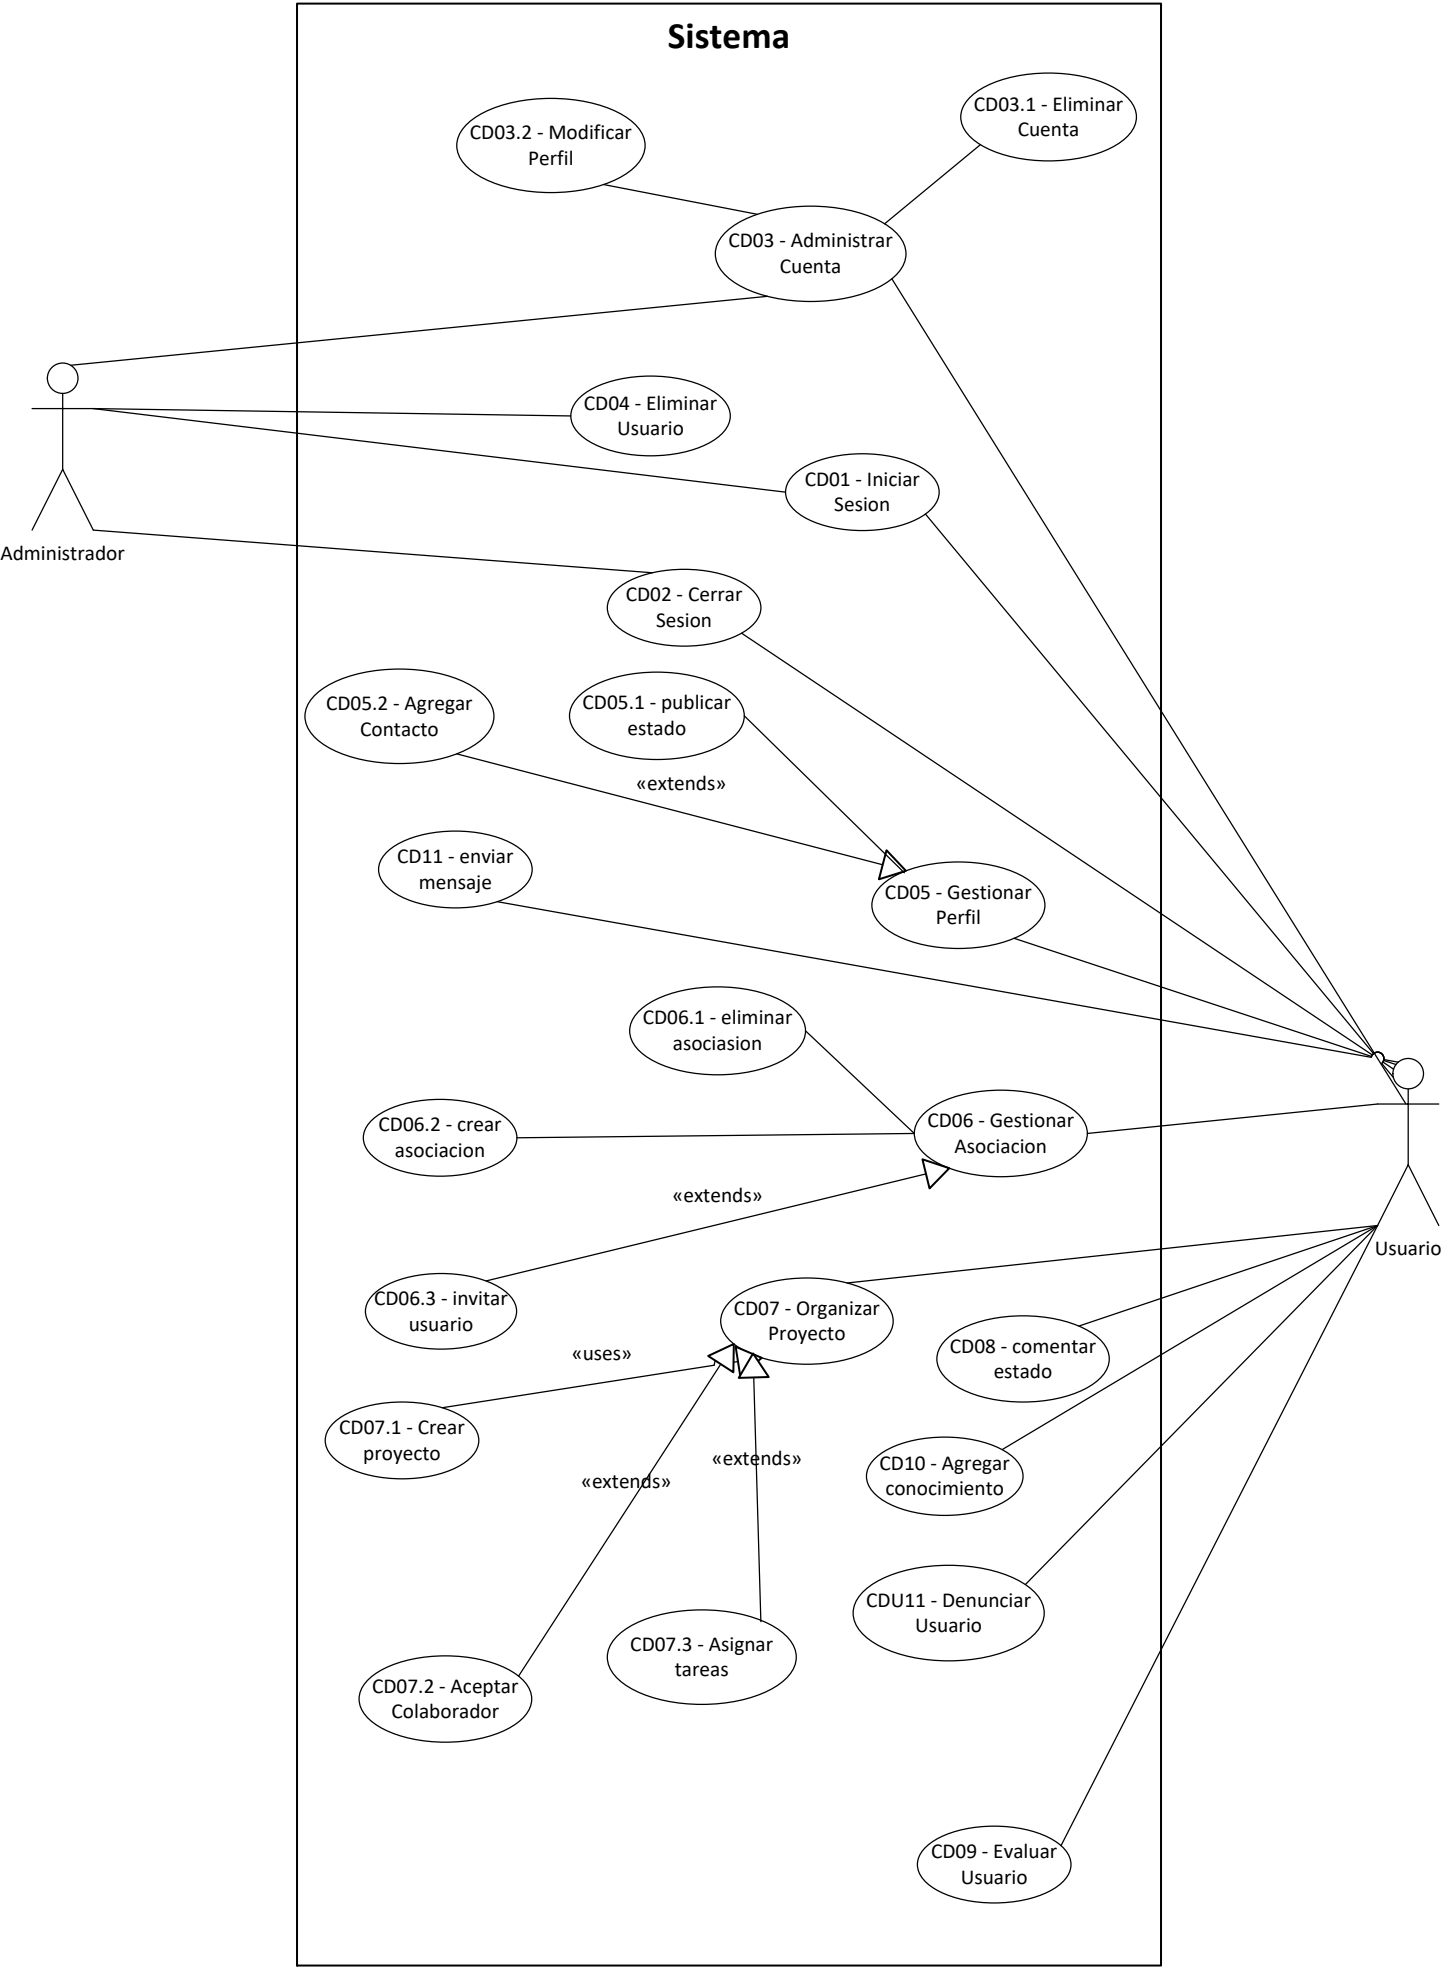 Sistema
CD03.1 - Eliminar
Cuenta
CD03.2 - Modificar
Perfil
CD03 - Administrar
Cuenta
CD04 - Eliminar
Usuario
CD01 - Iniciar
Sesion
Administrador
CD02 - Cerrar
Sesion
CD05.2 - Agregar
Contacto
CD05.1 - publicar
estado
«extends»
CD11 - enviar
mensaje
CD05 - Gestionar
Perfil
CD06.1 - eliminar
asociasion
CD06.2 - crear
asociacion
CD06 - Gestionar
Asociacion
«extends»
Usuario
CD06.3 - invitar
usuario
CD07 - Organizar
Proyecto
«uses»
CD08 - comentar
estado
CD07.1 - Crear
proyecto
«extends»
«extends»
CD10 - Agregar
conocimiento
CDU11 - Denunciar
Usuario
CD07.3 - Asignar
tareas
CD07.2 - Aceptar
Colaborador
CD09 - Evaluar
Usuario